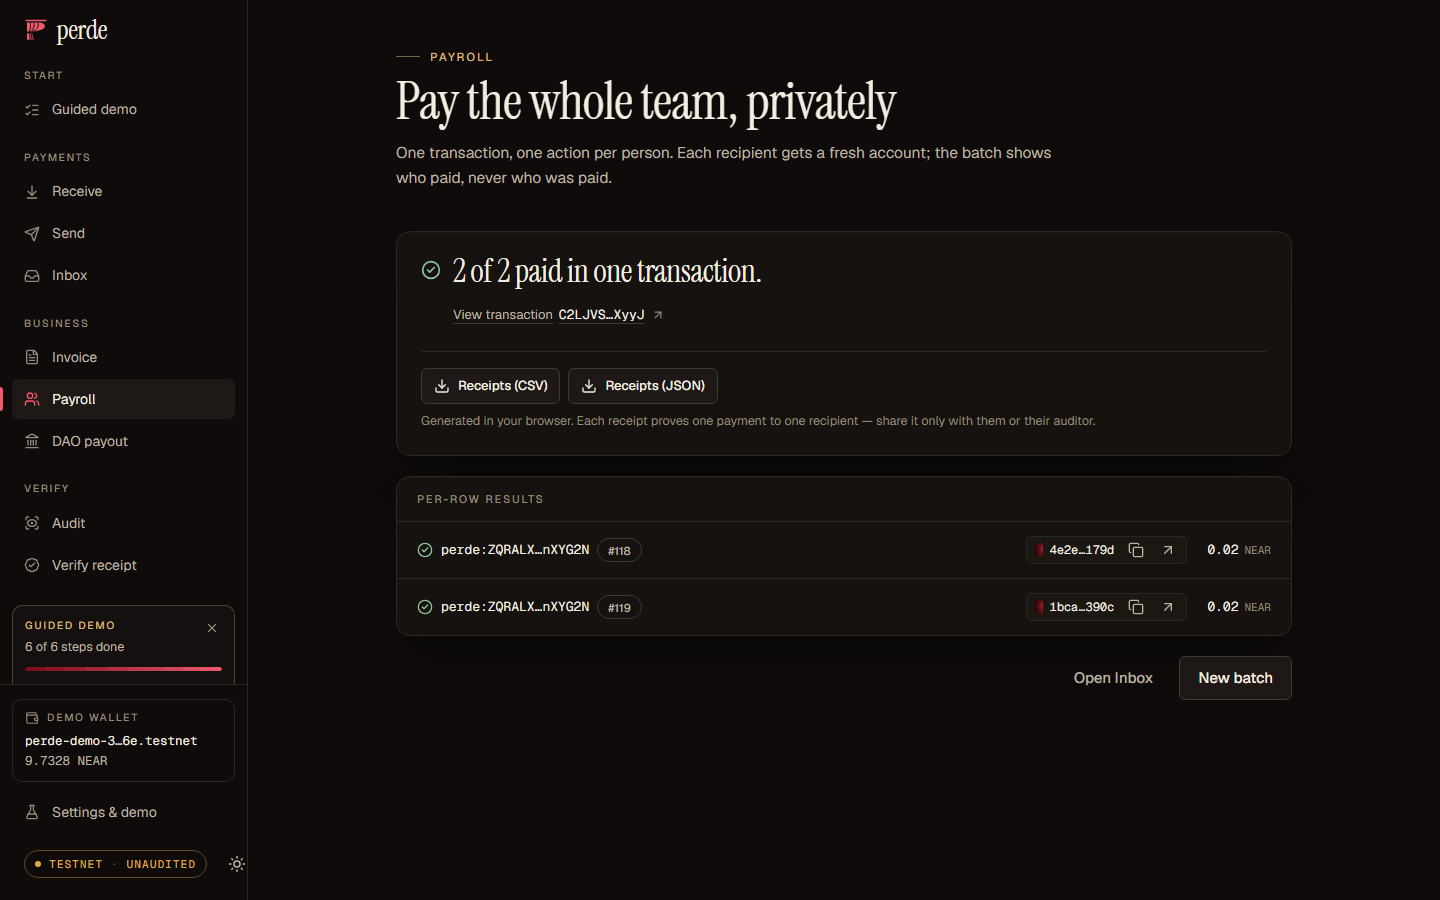 perde
START
Guided demo
PAYMENTS
Receive
Send
Inbox
BUSINESS
Invoice
Payroll
DAO payout
VERIFY
Audit
Verify receipt
GUIDED DEMO
6 of 6 steps done
DEMO WALLET
perde-demo-3…6e.testnet
9.7328 NEAR
Settings & demo
TESTNET · UNAUDITED
PAYROLL
Pay the whole team, privately
One transaction, one action per person. Each recipient gets a fresh account; the batch shows
who paid, never who was paid.
2 of 2 paid in one transaction.
View transaction C2LJVS…XyyJ
Receipts (CSV) Receipts (JSON)
Generated in your browser. Each receipt proves one payment to one recipient — share it only with them or their auditor.
PER-ROW RESULTS
perde:ZQRALX…nXYG2N #118 4e2e…179d 0.02 NEAR
perde:ZQRALX…nXYG2N #119 1bca…390c 0.02 NEAR
Open Inbox New batch